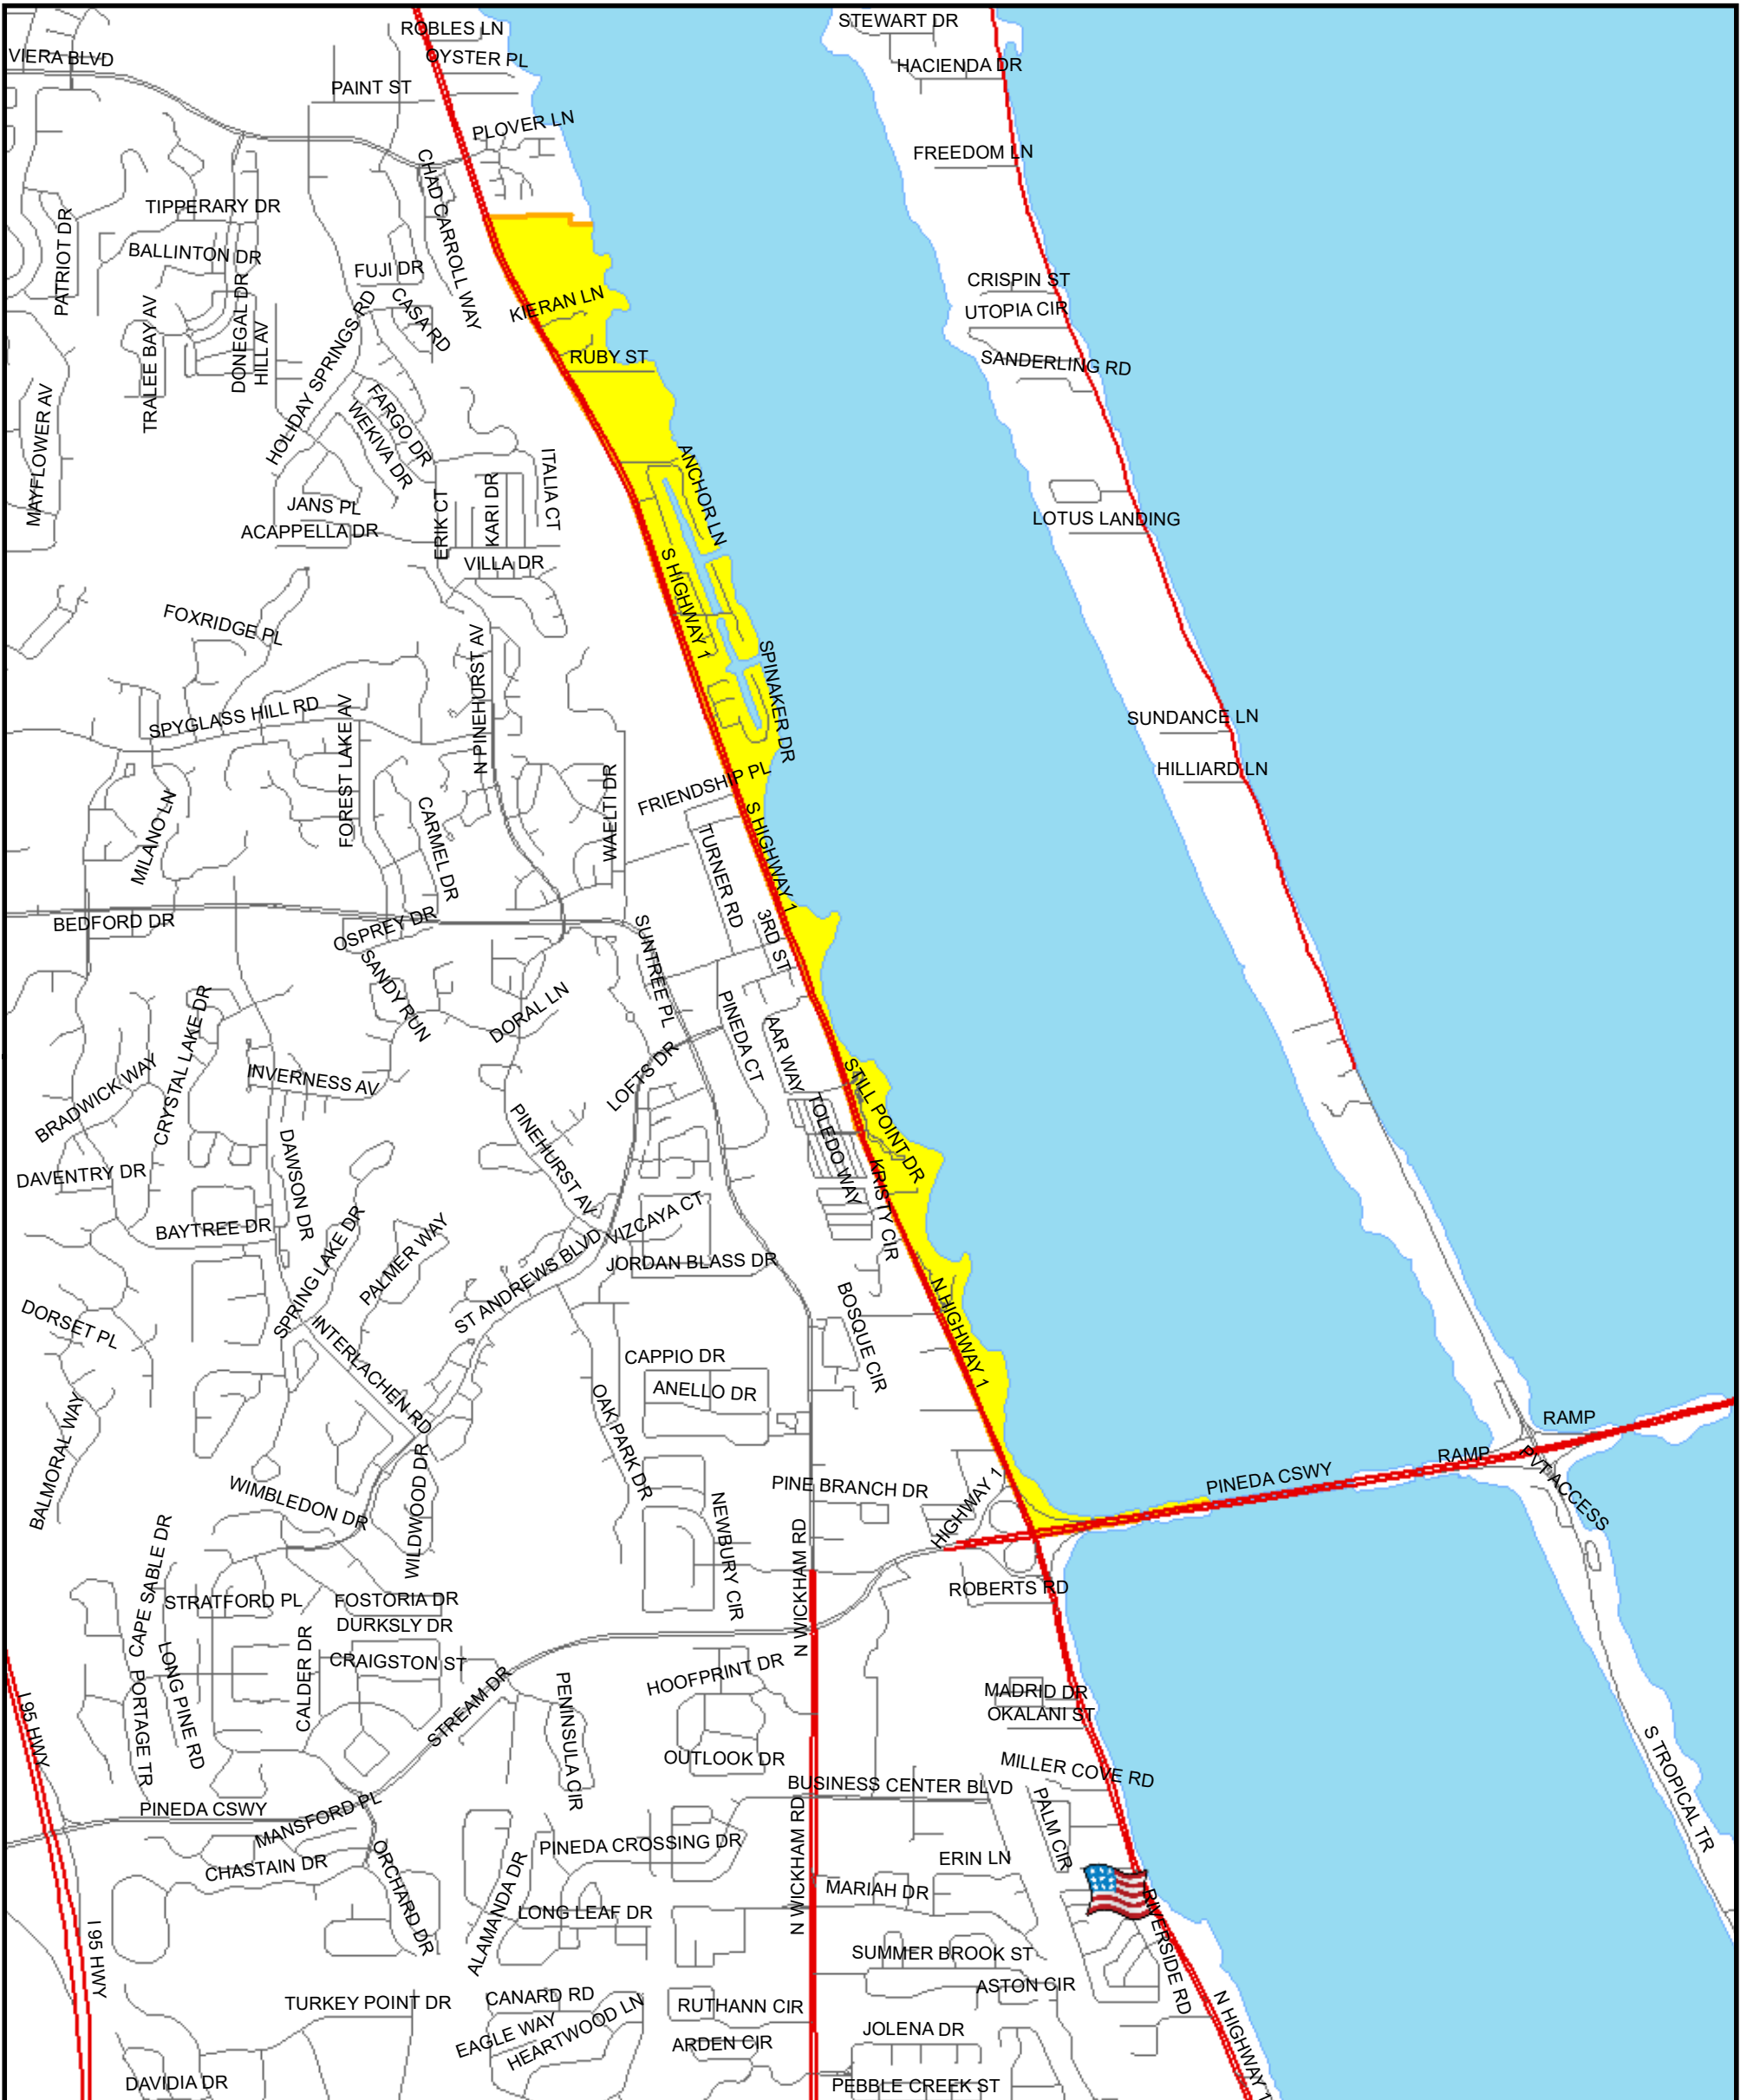 ROBLES LN
STEWART DR
VIERA BLVD
OYSTER PL
HACIENDA DR
PAINT ST
PLOVER LN
FREEDOM LN
CHAD CARROLL WAY
TIPPERARY DR
PATRIOT DR
BALLINTON DR
FUJI DR
CRISPIN ST
KIERAN LN
UTOPIA CIR
CASA RD
DONEGAL DR
HILL AV
TRALEE BAY AV
HOLIDAY SPRINGS RD
RUBY ST
SANDERLING RD
MAYFLOWER AV
FARGO DR
WEKIVA DR
ITALIA CT
ANCHOR LN
KARI DR
ERIK CT
JANS PL
ACAPPELLA DR
LOTUS LANDING
VILLA DR
S HIGHWAY 1
FOXRIDGE PL
N PINEHURST AV
SPINAKER DR
SPYGLASS HILL RD
FOREST LAKE AV
SUNDANCE LN
HILLIARD LN
WAELTI DR
FRIENDSHIP PL
MILANO LN
CARMEL DR
TURNER RD
S HIGHWAY 1
BEDFORD DR
OSPREY DR
3RD ST
SUNTREE PL
SANDY RUN
DORAL LN
CRYSTAL LAKE DR
PINEDA CT
AAR WAY
LOFTS DR
BRADWICK WAY
INVERNESS AV
STILL POINT DR
TOLEDO WAY
PINEHURST AV
DAWSON DR
DAVENTRY DR
KRISTY CIR
BAYTREE DR
VIZCAYA CT
SPRING LAKE DR
PALMER WAY
ST ANDREWS BLVD
JORDAN BLASS DR
DORSET PL
BOSQUE CIR
N HIGHWAY 1
INTERLACHEN RD
CAPPIO DR
ANELLO DR
OAK PARK DR
BALMORAL WAY
RAMP
RAMP
PVT ACCESS
PINEDA CSWY
WILDWOOD DR
WIMBLEDON DR
PINE BRANCH DR
HIGHWAY 1
NEWBURY CIR
N WICKHAM RD
CAPE SABLE DR
ROBERTS RD
STRATFORD PL
FOSTORIA DR
DURKSLY DR
CALDER DR
CRAIGSTON ST
LONG PINE RD
PORTAGE TR
HOOFPRINT DR
STREAM DR
PENINSULA CIR
MADRID DR
OKALANI ST
I 95 HWY
OUTLOOK DR
MILLER COVE RD
BUSINESS CENTER BLVD
S TROPICAL TR
PINEDA CSWY
MANSFORD PL
PALM CIR
PINEDA CROSSING DR
N WICKHAM RD
CHASTAIN DR
ORCHARD DR
ERIN LN
MARIAH DR
ALAMANDA DR
LONG LEAF DR
RIVERSIDE RD
I 95 HWY
SUMMER BROOK ST
ASTON CIR
TURKEY POINT DR
CANARD RD
RUTHANN CIR
EAGLE WAY
HEARTWOOD LN
JOLENA DR
ARDEN CIR
N HIGHWAY 1
DAVIDIA DR
PEBBLE CREEK ST